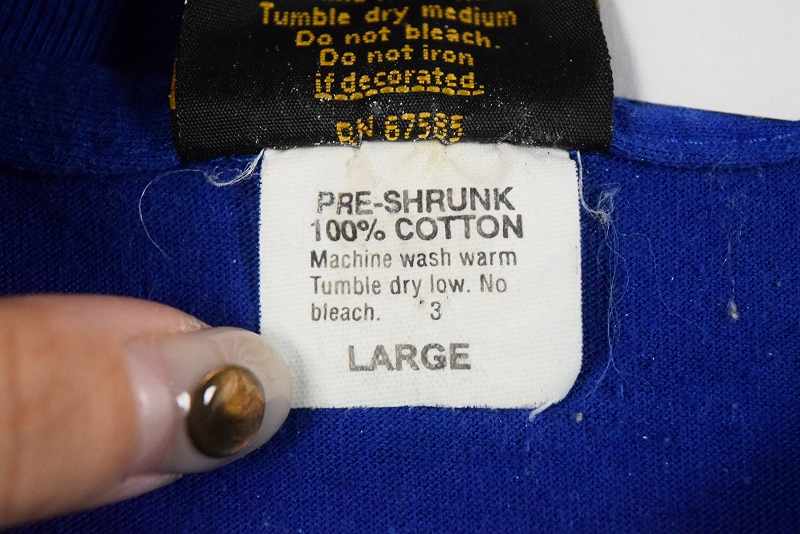 Tumble dry medium
Do not bleach.
Do not iron
if decorated.
RN 67585
PRE-SHRUNK
100% COTTON
Machine wash warm
Tumble dry low. No
bleach. 3
LARGE